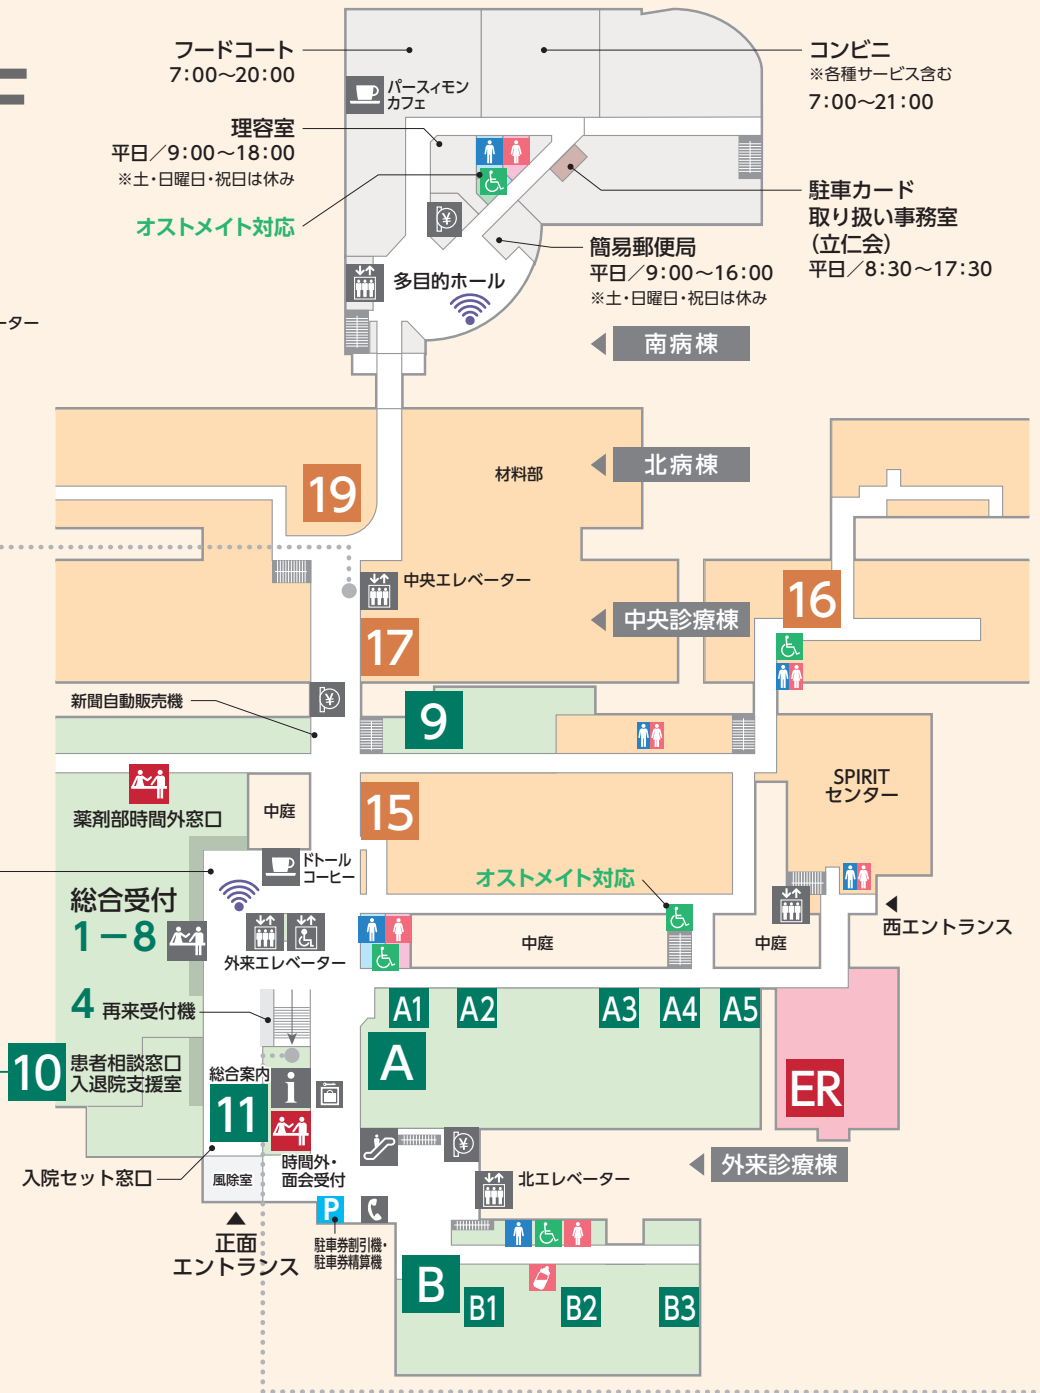 フードコート
7:00〜20:00
パースィモン
カフェ
コンビニ
※各種サービス含む
7:00〜21:00
理容室
平日／9:00〜18:00
※土・日曜日・祝日は休み
オストメイト対応
駐車カード
取り扱い事務室
(立仁会)
平日／8:30〜17:30
簡易郵便局
平日／9:00〜16:00
※土・日曜日・祝日は休み
多目的ホール
ーター
南病棟
北病棟
材料部
19
中央エレベーター
16
中央診療棟
17
新聞自動販売機
9
SPIRIT
センター
薬剤部時間外窓口
中庭
15
ドトール
コーヒー
オストメイト対応
総合受付
1−8
外来エレベーター
中庭
中庭
西エントランス
4 再来受付機
A1
A2
A3
A4
A5
A
ER
10
患者相談窓口
入退院支援室
総合案内
i
11
入院セット窓口
風除室
時間外・
面会受付
外来診療棟
北エレベーター
P
正面
エントランス
駐車券割引機・
駐車券精算機
B
B1
B2
B3